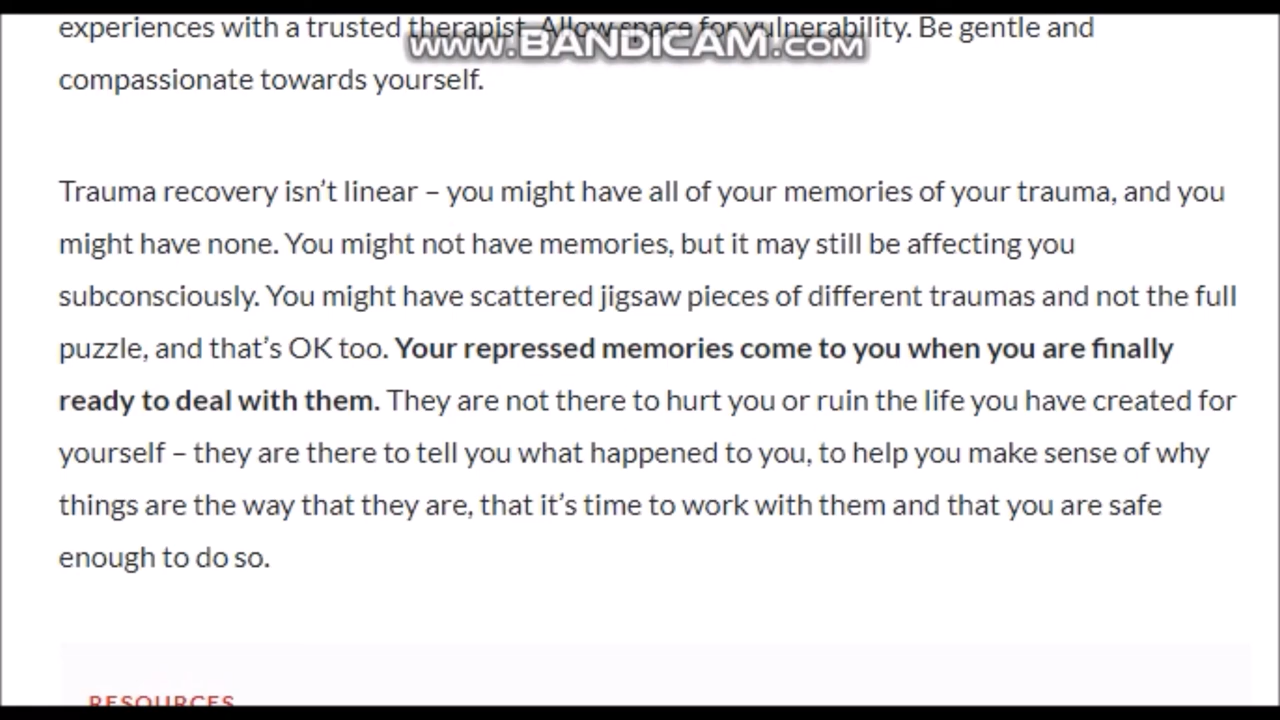 experiences with a trusted therapist. Allow space for vulnerability. Be gentle and
www.BANDICAM.com
compassionate towards yourself.
Trauma recovery isn’t linear – you might have all of your memories of your trauma, and you
might have none. You might not have memories, but it may still be affecting you
subconsciously. You might have scattered jigsaw pieces of different traumas and not the full
puzzle, and that’s OK too. Your repressed memories come to you when you are finally
ready to deal with them. They are not there to hurt you or ruin the life you have created for
yourself – they are there to tell you what happened to you, to help you make sense of why
things are the way that they are, that it’s time to work with them and that you are safe
enough to do so.
RESOURCES